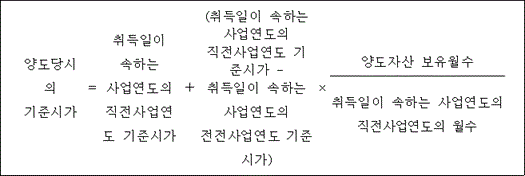 양도당시
의
기준시가
=
취득일이
속하는
사업연도의
직전사업연
도 기준시가
+
(취득일이 속하는
사업연도의
직전사업연도 기
준시가 -
취득일이 속하는
사업연도의
전전사업연도 기준
시가)
×
양도자산 보유월수
취득일이 속하는 사업연도의
직전사업연도의 월수